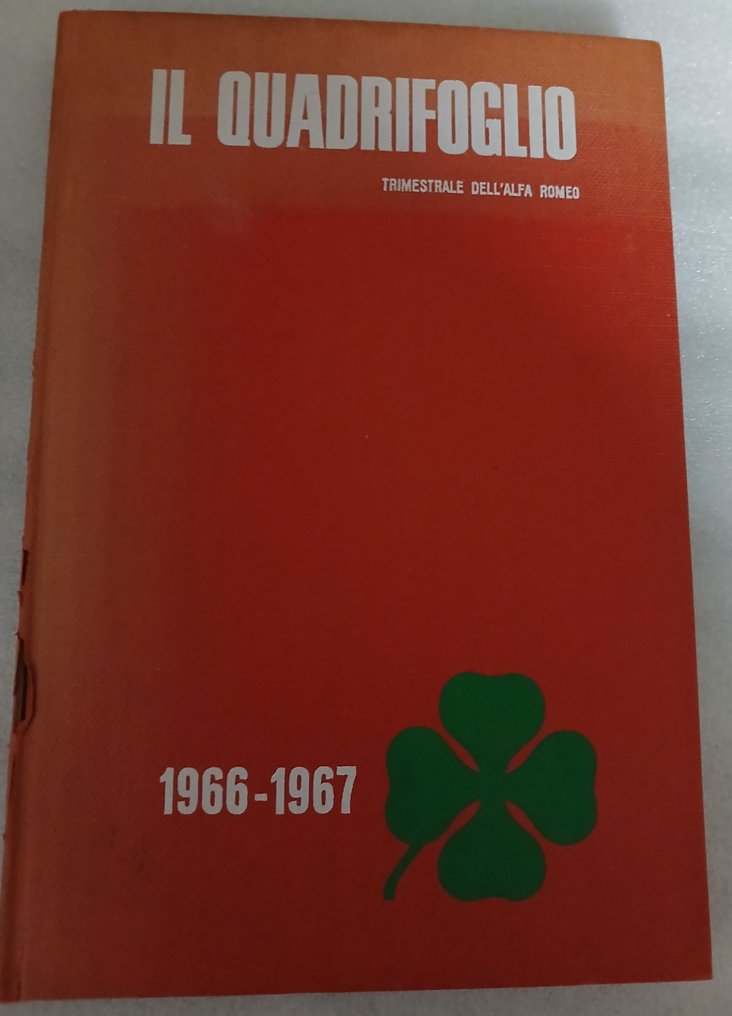 IL QUADRIFOGLIO
TRIMESTRALE DELL'ALFA ROMEO
1966-1967